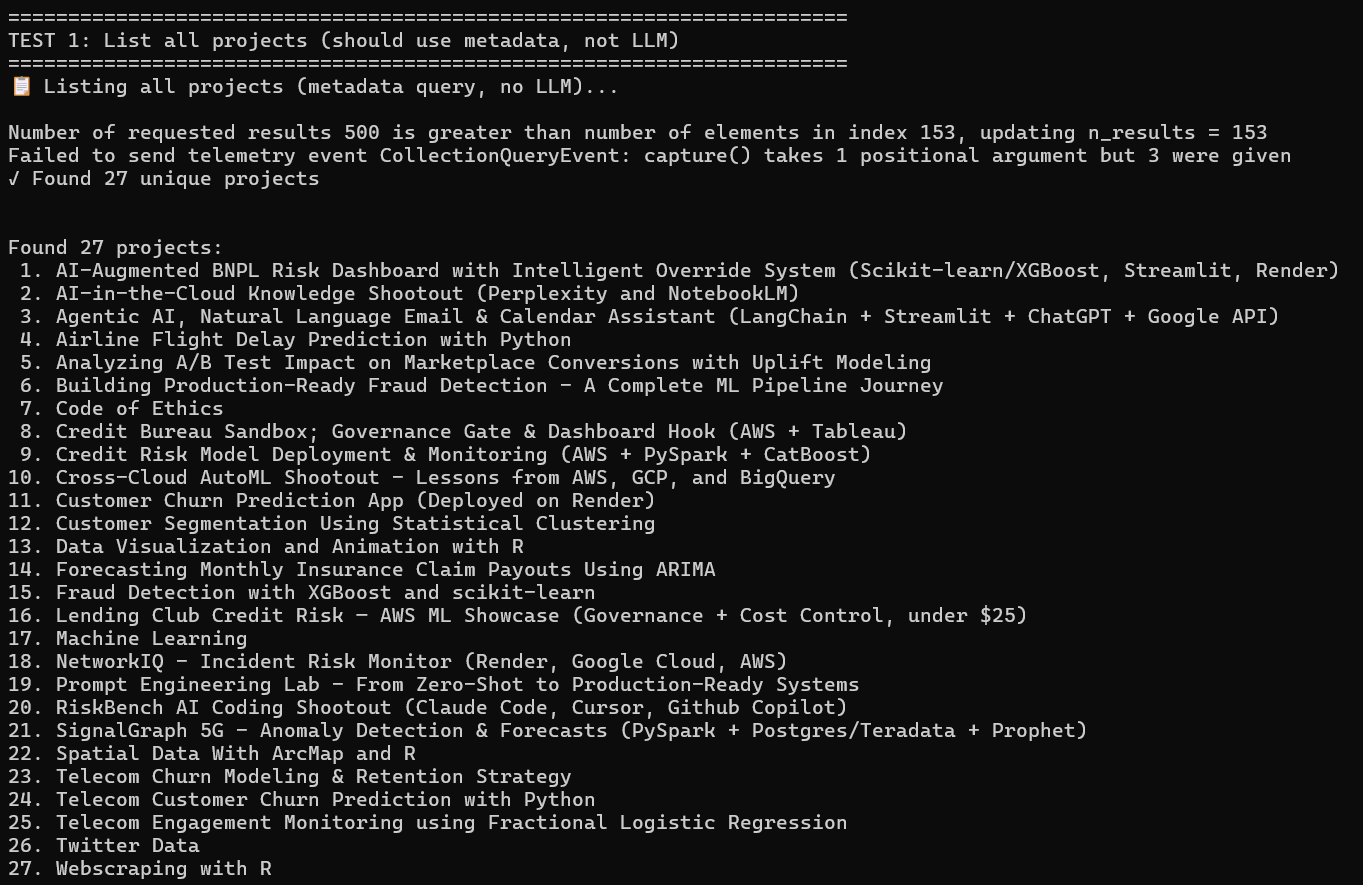 ======================================================================
TEST 1: List all projects (should use metadata, not LLM)
======================================================================
📋 Listing all projects (metadata query, no LLM)...
Number of requested results 500 is greater than number of elements in index 153, updating n_results = 153
Failed to send telemetry event CollectionQueryEvent: capture() takes 1 positional argument but 3 were given
√ Found 27 unique projects
Found 27 projects:
1. AI-Augmented BNPL Risk Dashboard with Intelligent Override System (Scikit-learn/XGBoost, Streamlit, Render)
2. AI-in-the-Cloud Knowledge Shootout (Perplexity and NotebookLM)
3. Agentic AI, Natural Language Email & Calendar Assistant (LangChain + Streamlit + ChatGPT + Google API)
4. Airline Flight Delay Prediction with Python
5. Analyzing A/B Test Impact on Marketplace Conversions with Uplift Modeling
6. Building Production-Ready Fraud Detection - A Complete ML Pipeline Journey
7. Code of Ethics
8. Credit Bureau Sandbox; Governance Gate & Dashboard Hook (AWS + Tableau)
9. Credit Risk Model Deployment & Monitoring (AWS + PySpark + CatBoost)
10. Cross-Cloud AutoML Shootout - Lessons from AWS, GCP, and BigQuery
11. Customer Churn Prediction App (Deployed on Render)
12. Customer Segmentation Using Statistical Clustering
13. Data Visualization and Animation with R
14. Forecasting Monthly Insurance Claim Payouts Using ARIMA
15. Fraud Detection with XGBoost and scikit-learn
16. Lending Club Credit Risk — AWS ML Showcase (Governance + Cost Control, under $25)
17. Machine Learning
18. NetworkIQ - Incident Risk Monitor (Render, Google Cloud, AWS)
19. Prompt Engineering Lab - From Zero-Shot to Production-Ready Systems
20. RiskBench AI Coding Shootout (Claude Code, Cursor, Github Copilot)
21. SignalGraph 5G - Anomaly Detection & Forecasts (PySpark + Postgres/Teradata + Prophet)
22. Spatial Data With ArcMap and R
23. Telecom Churn Modeling & Retention Strategy
24. Telecom Customer Churn Prediction with Python
25. Telecom Engagement Monitoring using Fractional Logistic Regression
26. Twitter Data
27. Webscraping with R